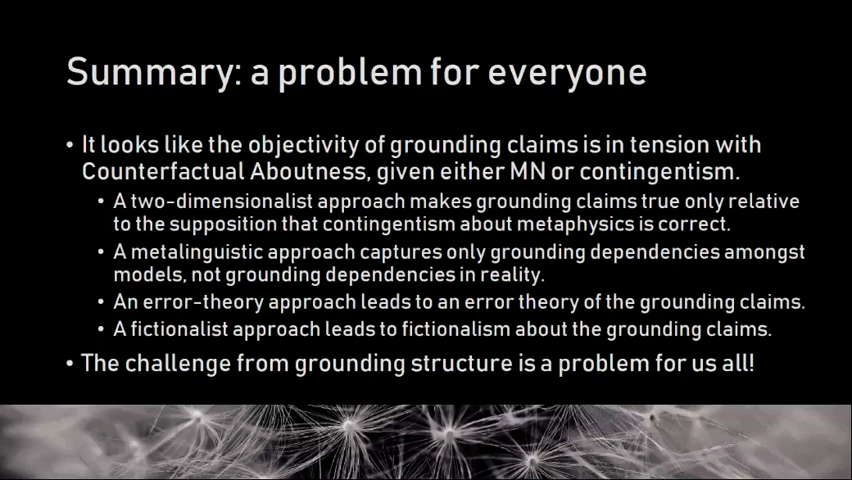 Summary: a problem for everyone
• It looks like the objectivity of grounding claims is in tension with
Counterfactual Aboutness, given either MN or contingentism.
• A two-dimensionalist approach makes grounding claims true only relative
to the supposition that contingentism about metaphysics is correct.
• A metalinguistic approach captures only grounding dependencies amongst
models, not grounding dependencies in reality.
• An error-theory approach leads to an error theory of the grounding claims.
• A fictionalist approach leads to fictionalism about the grounding claims.
• The challenge from grounding structure is a problem for us all!